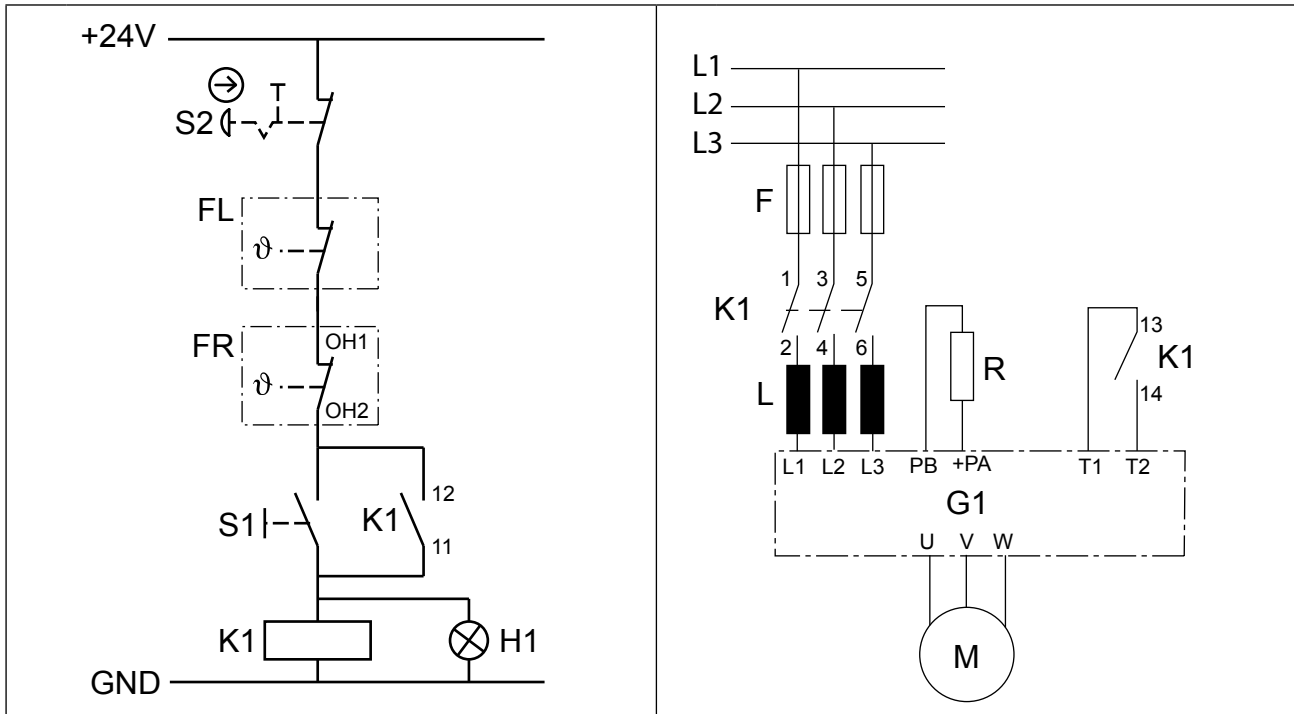 +24V
S2
FL
ϑ
FR
OH1
ϑ
OH2
S1
K1
12
11
K1
H1
GND
L1
L2
L3
F
1 3 5
K1
2 4 6
L
R
13
K1
14
L1 L2 L3 PB +PA T1 T2
G1
U V W
M